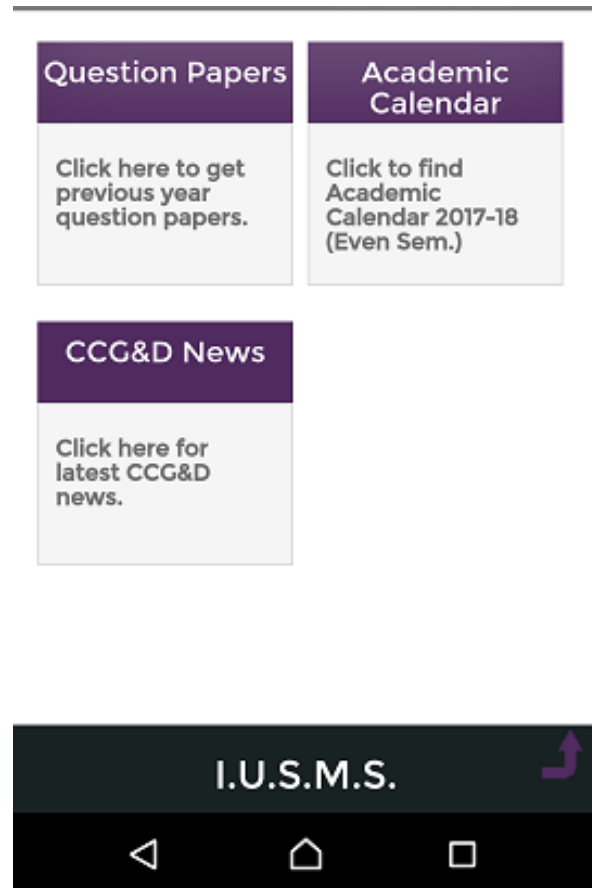 Question Papers
Click here to get
previous year
question papers.
Academic
Calendar
Click to find
Academic
Calendar 2017-18
(Even Sem.)
CCG&D News
Click here for
latest CCG&D
news.
I.U.S.M.S.